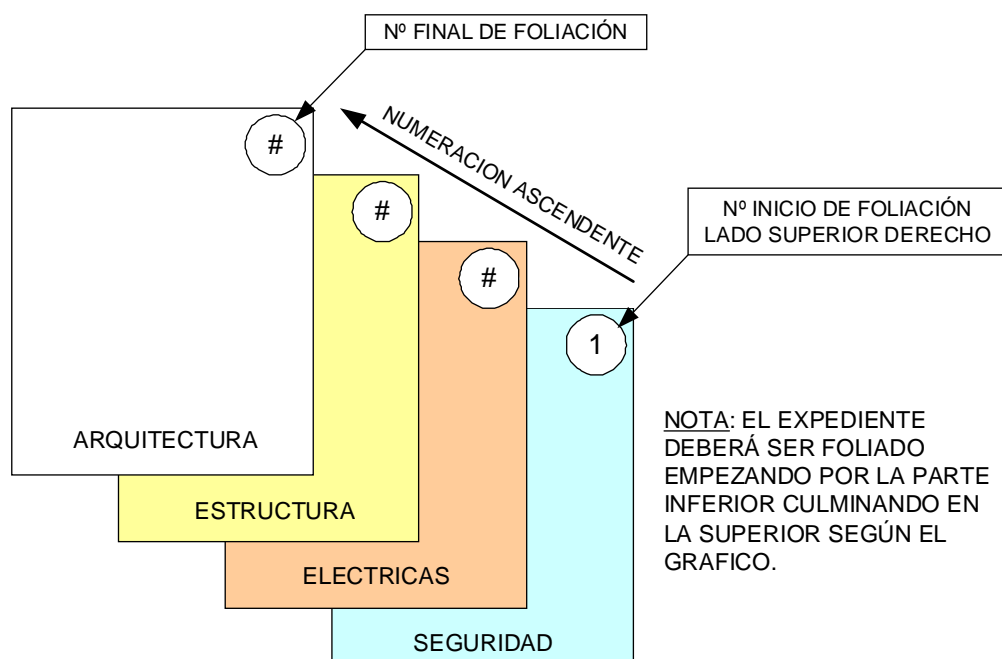 Nº FINAL DE FOLIACIÓN
#
NUMERACION ASCENDENTE
#
Nº INICIO DE FOLIACIÓN
LADO SUPERIOR DERECHO
#
1
ARQUITECTURA
NOTA: EL EXPEDIENTE
DEBERÁ SER FOLIADO
EMPEZANDO POR LA PARTE
INFERIOR CULMINANDO EN
LA SUPERIOR SEGÚN EL
GRAFICO.
ESTRUCTURA
ELECTRICAS
SEGURIDAD